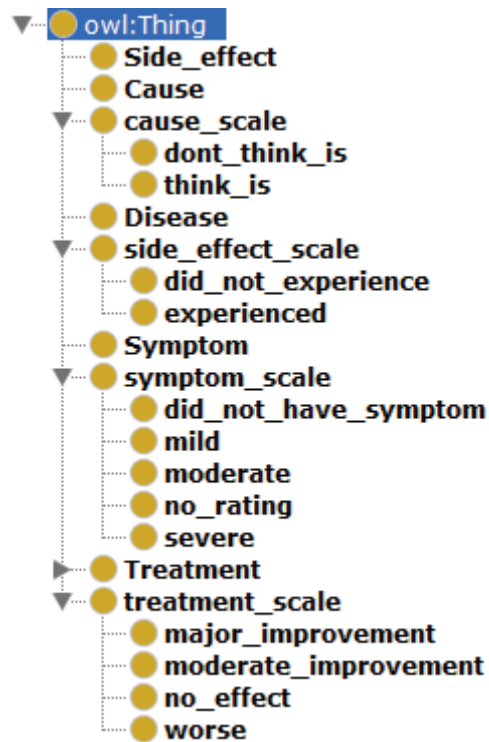 owl:Thing
Side_effect
Cause
cause_scale
dont_think_is
think_is
Disease
side_effect_scale
did_not_experience
experienced
Symptom
symptom_scale
did_not_have_symptom
mild
moderate
no_rating
severe
Treatment
treatment_scale
major_improvement
moderate_improvement
no_effect
worse